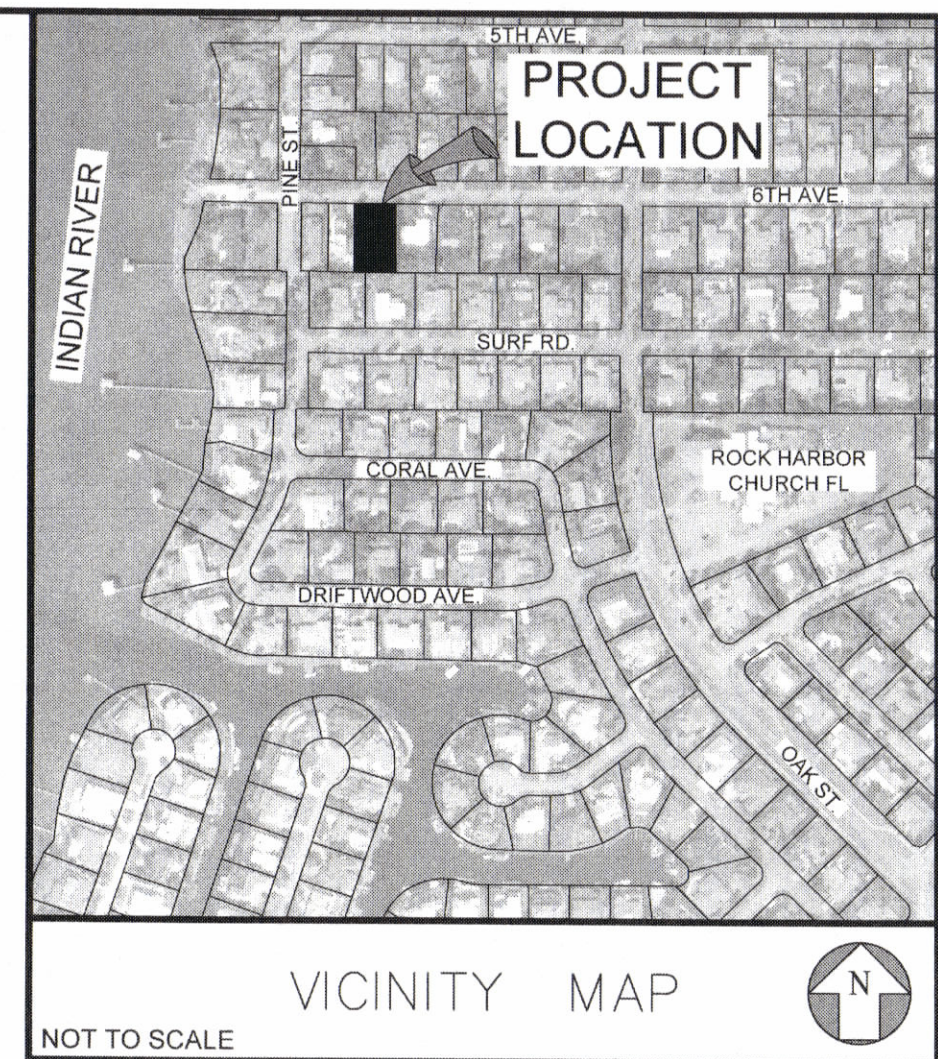 5TH AVE.
PROJECT
LOCATION
PINE ST.
6TH AVE.
INDIAN RIVER
SURF RD.
ROCK HARBOR
CHURCH FL
CORAL AVE.
DRIFTWOOD AVE.
OAK ST.
VICINITY MAP
N
NOT TO SCALE